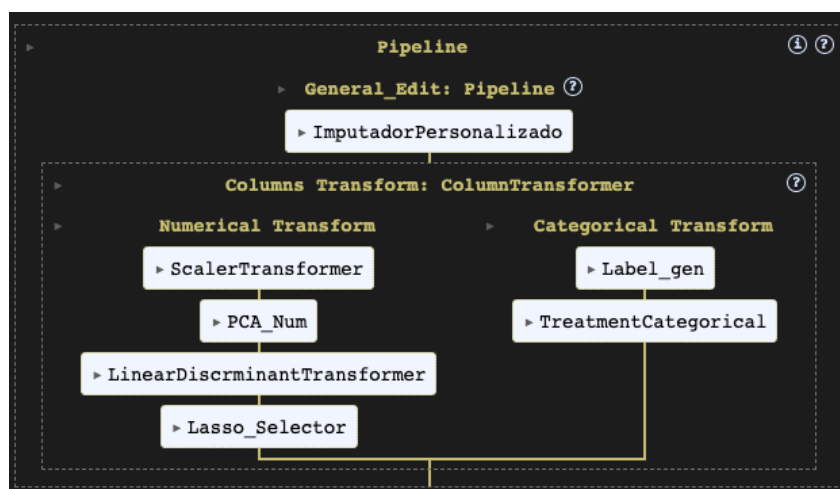 Pipeline
General_Edit: Pipeline
ImputadorPersonalizado
Columns Transform: ColumnTransformer
Numerical Transform
Categorical Transform
ScalerTransformer
Label_gen
PCA_Num
TreatmentCategorical
LinearDiscrminantTransformer
Lasso_Selector